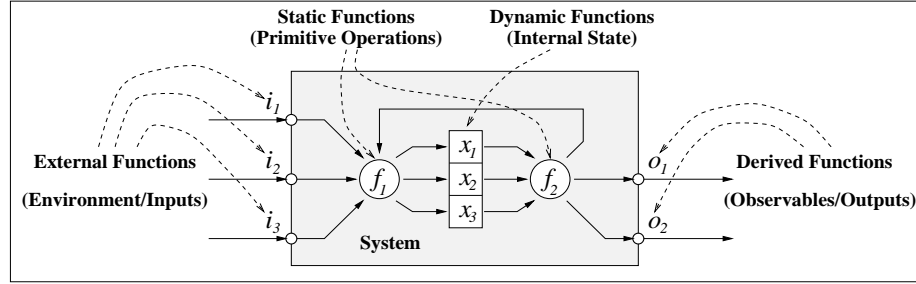 Static Functions
(Primitive Operations)
Dynamic Functions
(Internal State)
i1
i2
i3
External Functions
(Environment/Inputs)
f1
x1
x2
x3
f2
System
o1
o2
Derived Functions
(Observables/Outputs)